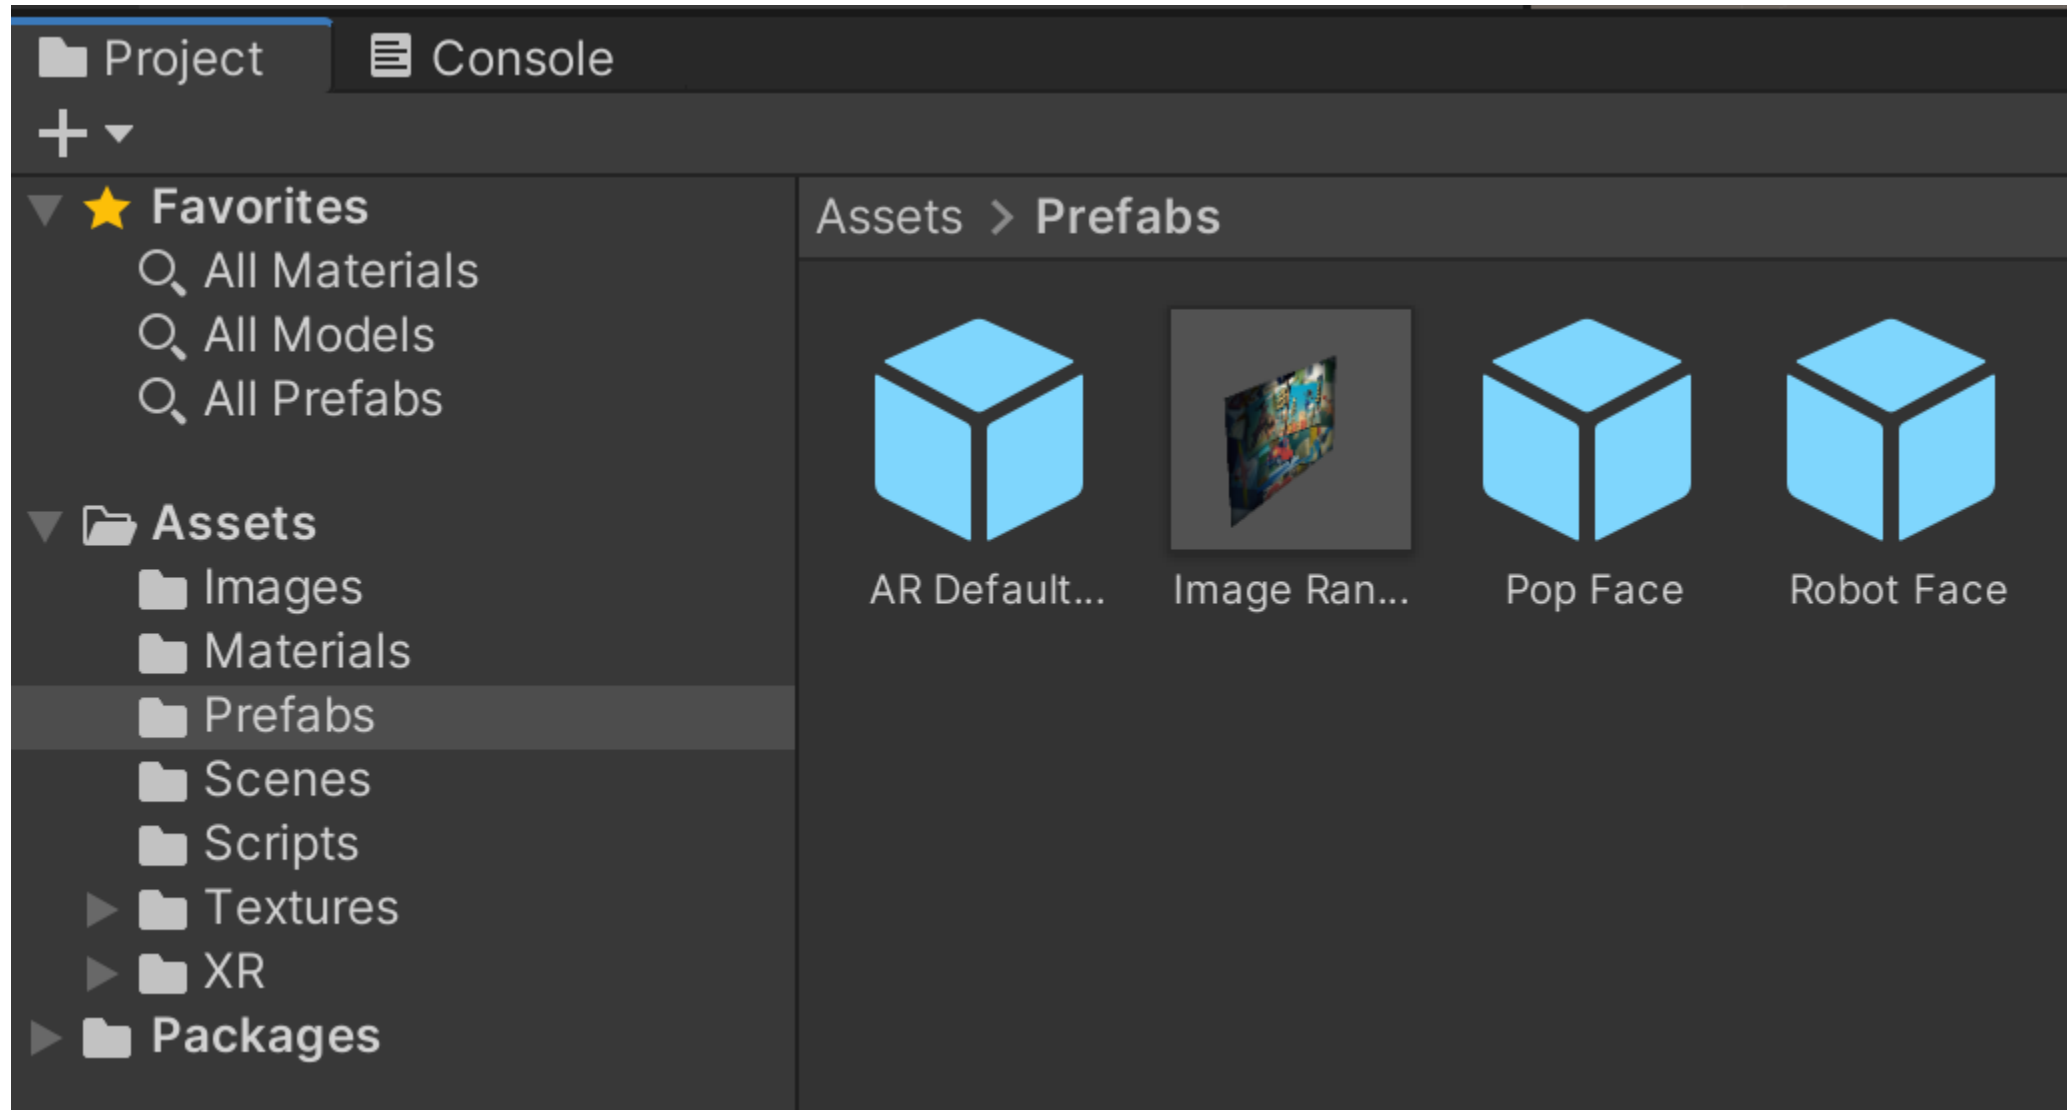 Project
Console
Favorites
All Materials
All Models
All Prefabs
Assets
Images
Materials
Prefabs
Scenes
Scripts
Textures
XR
Packages
Assets > Prefabs
AR Default...
Image Ran...
Pop Face
Robot Face